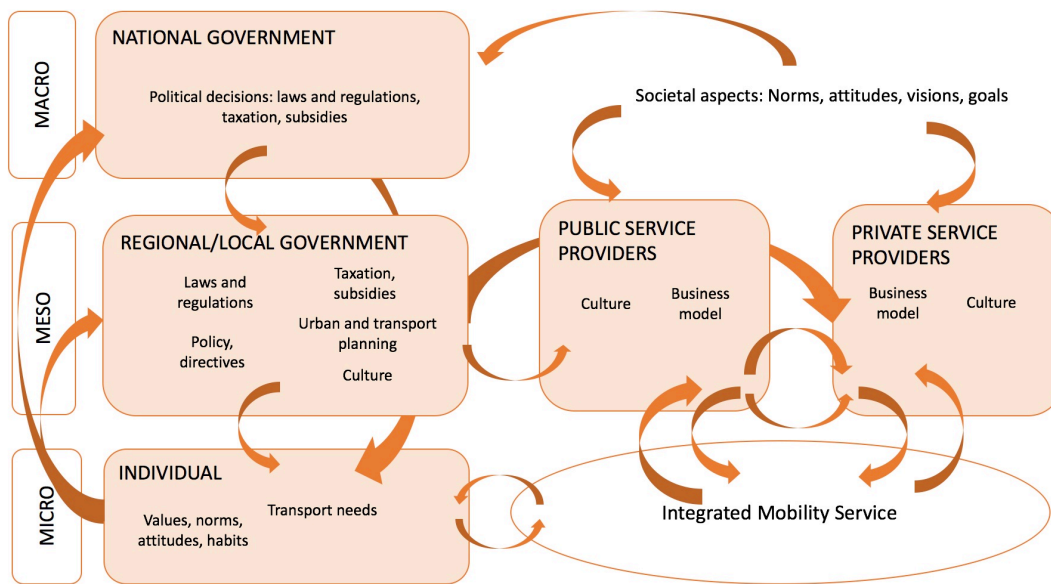 MACRO
NATIONAL GOVERNMENT
Political decisions: laws and regulations,
taxation, subsidies
Societal aspects: Norms, attitudes, visions, goals
MESO
REGIONAL/LOCAL GOVERNMENT
Laws and
regulations
Taxation,
subsidies
Policy,
directives
Urban and transport
planning
Culture
PUBLIC SERVICE
PROVIDERS
Culture
Business
model
PRIVATE SERVICE
PROVIDERS
Business
model
Culture
MICRO
INDIVIDUAL
Values, norms,
attitudes, habits
Transport needs
Integrated Mobility Service